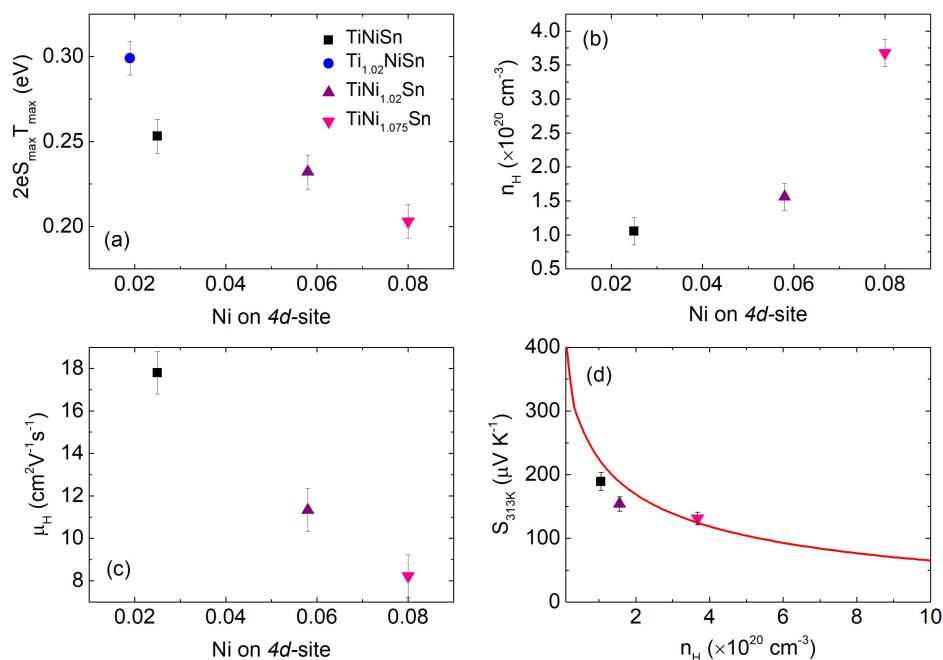 0.30
0.25
0.20
2eS_max T_max (eV)
TiNiSn
Ti_1.02NiSn
TiNi_1.02Sn
TiNi_1.075Sn
(a)
0.02 0.04 0.06 0.08
Ni on 4d-site
(b)
4.0
3.5
3.0
2.5
2.0
1.5
1.0
0.5
n_H (×10^20 cm^-3)
0.02 0.04 0.06 0.08
Ni on 4d-site
18
16
14
12
10
8
μ_H (cm^2V^-1s^-1)
(c)
0.02 0.04 0.06 0.08
Ni on 4d-site
400
300
200
100
0
S_313K (μV K^-1)
(d)
2 4 6 8 10
n_H (×10^20 cm^-3)